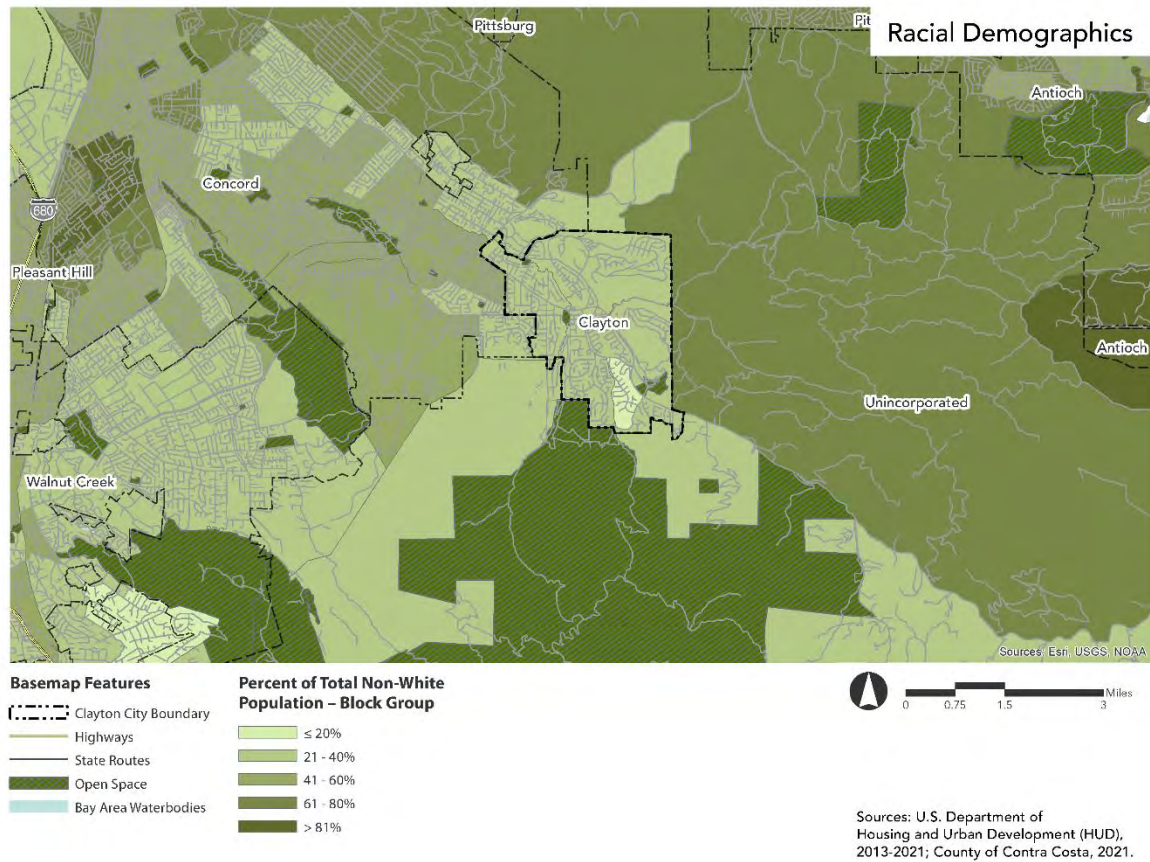 Racial Demographics
Pittsburg
Pit
Antioch
Concord
680
Pleasant Hill
Clayton
Antioch
Unincorporated
Walnut Creek
Sources: Esri, USGS, NOAA
Basemap Features
Clayton City Boundary
Highways
State Routes
Open Space
Bay Area Waterbodies
Percent of Total Non-White
Population – Block Group
≤ 20%
21 - 40%
41 - 60%
61 - 80%
> 81%
Miles
0 0.75 1.5 3
Sources: U.S. Department of
Housing and Urban Development (HUD),
2013-2021; County of Contra Costa, 2021.